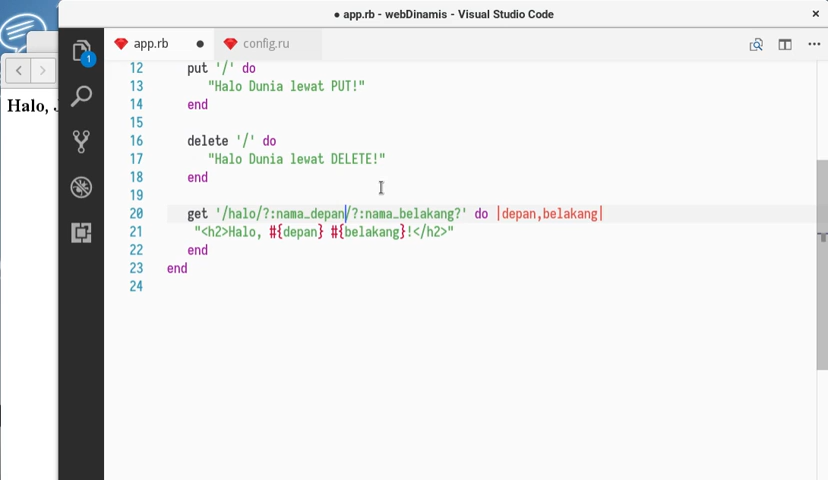 ● app.rb - webDinamis - Visual Studio Code ×
app.rb ● config.ru
1
Halo, J
12 put '/' do
13 "Halo Dunia lewat PUT!"
14 end
15
16 delete '/' do
17 "Halo Dunia lewat DELETE!"
18 end
19
20 get '/halo/?:nama_depan/?:nama_belakang?' do |depan,belakang|
21 "<h2>Halo, #{depan} #{belakang}!</h2>"
22 end
23 end
24